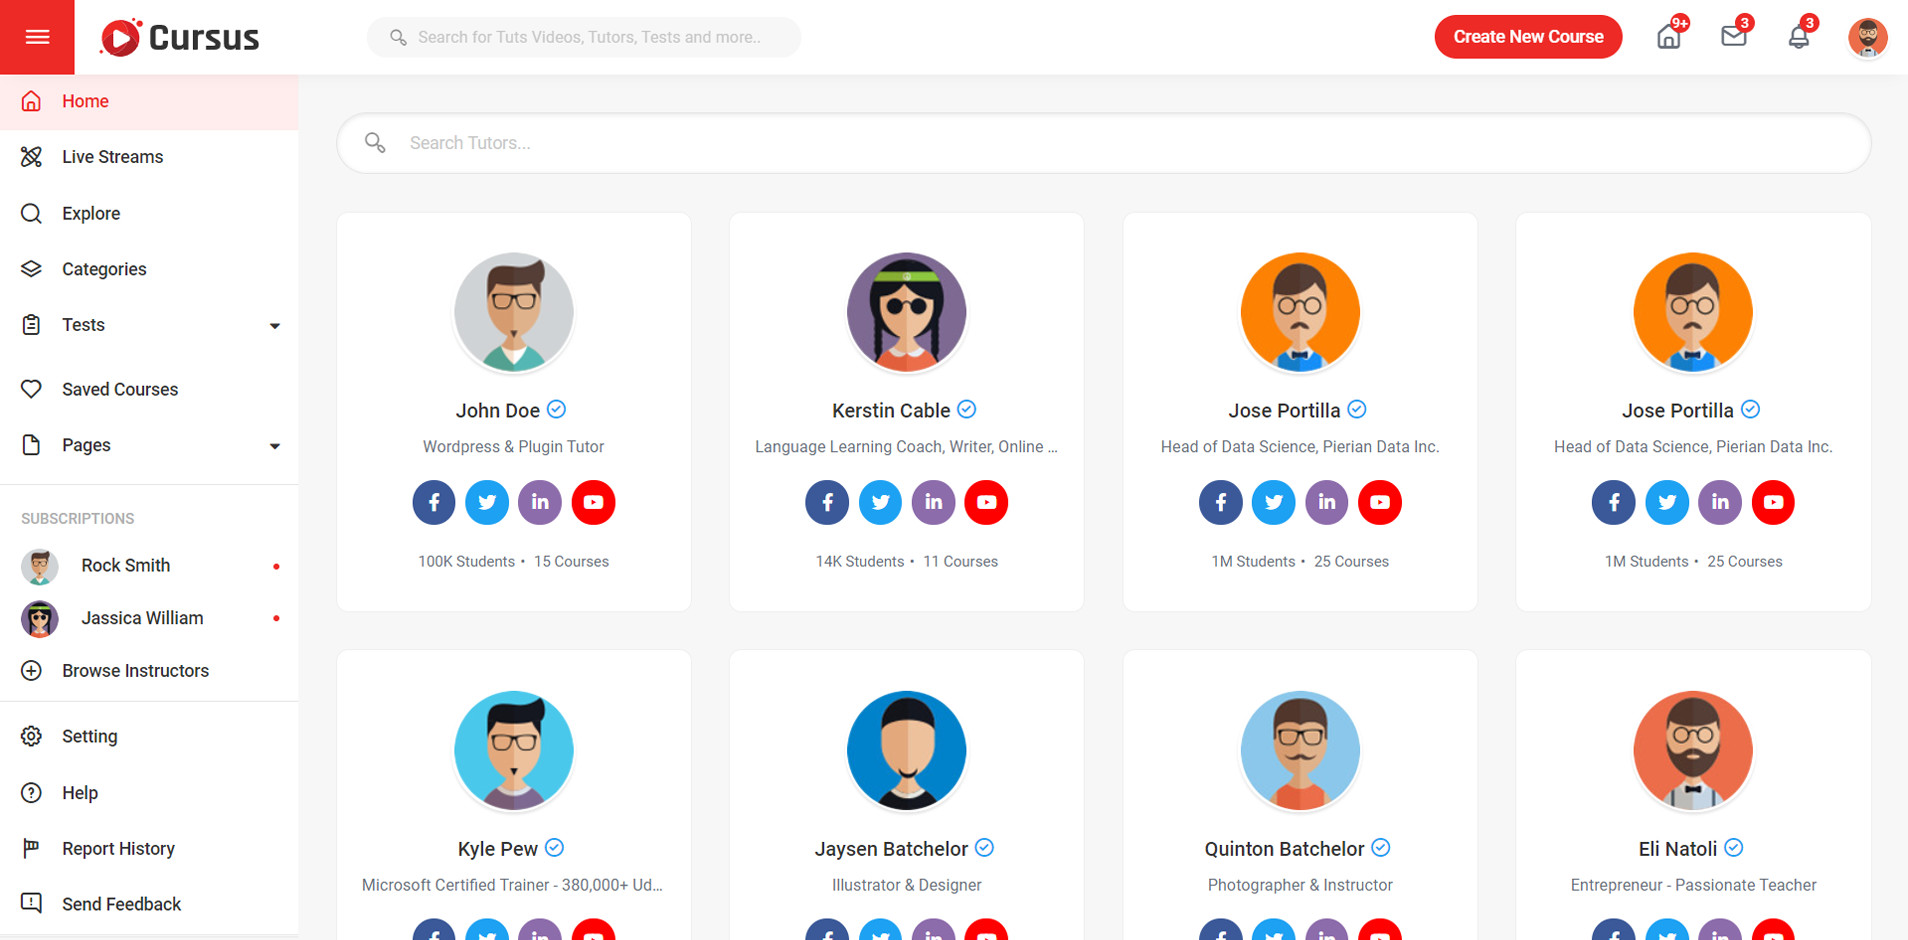 Cursus
Search for Tuts Videos, Tutors, Tests and more..
Create New Course
9+
3
3
Home
Live Streams
Explore
Categories
Tests
Saved Courses
Pages
SUBSCRIPTIONS
Rock Smith
Jassica William
Browse Instructors
Setting
Help
Report History
Send Feedback
Search Tutors...
John Doe
Wordpress & Plugin Tutor
100K Students • 15 Courses
Kerstin Cable
Language Learning Coach, Writer, Online ...
14K Students • 11 Courses
Jose Portilla
Head of Data Science, Pierian Data Inc.
1M Students • 25 Courses
Jose Portilla
Head of Data Science, Pierian Data Inc.
1M Students • 25 Courses
Kyle Pew
Microsoft Certified Trainer - 380,000+ Ud...
Jaysen Batchelor
Illustrator & Designer
Quinton Batchelor
Photographer & Instructor
Eli Natoli
Entrepreneur - Passionate Teacher